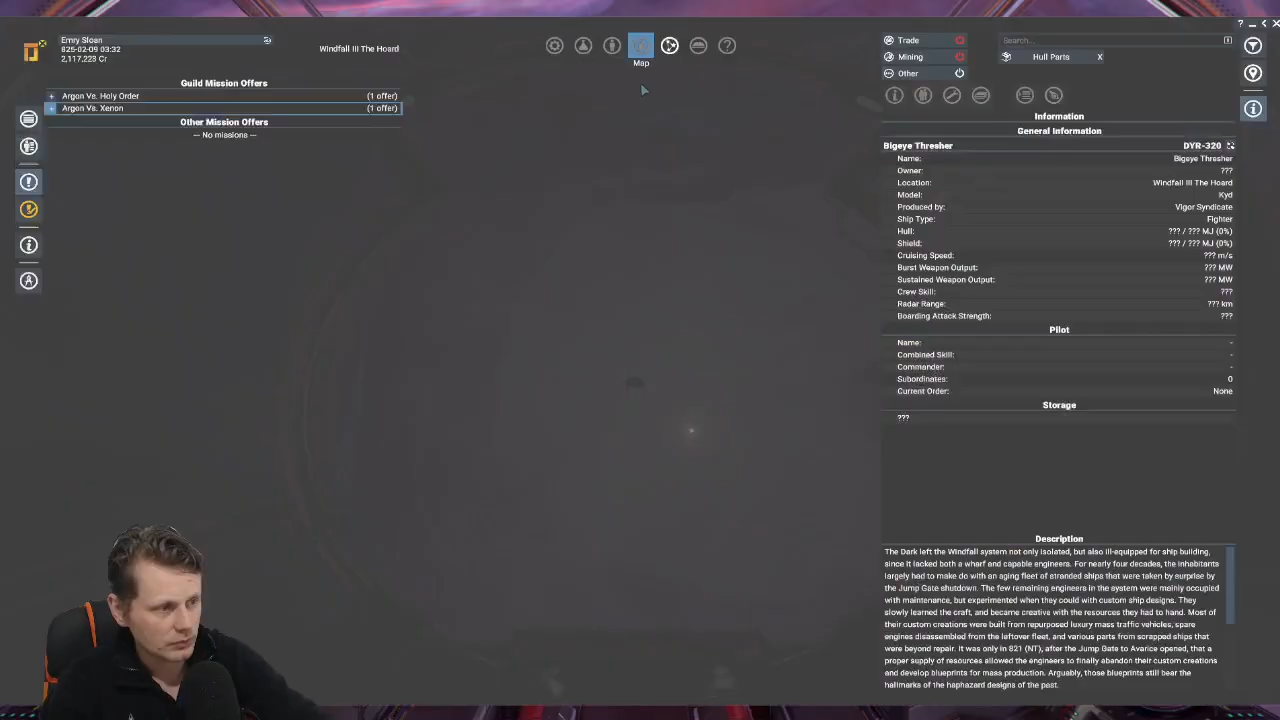 Emry Sloan
825-02-09 03:32
2,117,223 Cr
Windfall III The Hoard
Map
Guild Mission Offers
Argon Vs. Holy Order (1 offer)
Argon Vs. Xenon (1 offer)
Other Mission Offers
--- No missions ---
Trade
Mining
Other
Search...
Hull Parts X
Information
General Information
Bigeye Thresher DYR-320
Name: Bigeye Thresher
Owner: ???
Location: Windfall III The Hoard
Model: Kyd
Produced by: Vigor Syndicate
Ship Type: Fighter
Hull: ??? / ??? MJ (0%)
Shield: ??? / ??? MJ (0%)
Cruising Speed: ??? m/s
Burst Weapon Output: ??? MW
Sustained Weapon Output: ??? MW
Crew Skill: ???
Radar Range: ??? km
Boarding Attack Strength: ???
Pilot
Name: -
Combined Skill: -
Commander: -
Subordinates: 0
Current Order: None
Storage
???
Description
The Dark left the Windfall system not only isolated, but also ill-equipped for ship building,
since it lacked both a wharf and capable engineers. For nearly four decades, the inhabitants
largely had to make do with an aging fleet of stranded ships that were taken by surprise by
the Jump Gate shutdown. The few remaining engineers in the system were mainly occupied
with maintenance, but experimented when they could with custom ship designs. They
slowly learned the craft, and became creative with the resources they had to hand. Most of
their custom creations were built from repurposed luxury mass traffic vehicles, spare
engines disassembled from the leftover fleet, and various parts from scrapped ships that
were beyond repair. It was only in 821 (NT), after the Jump Gate to Avarice opened, that a
proper supply of resources allowed the engineers to finally abandon their custom creations
and develop blueprints for mass production. Arguably, those blueprints still bear the
hallmarks of the haphazard designs of the past.